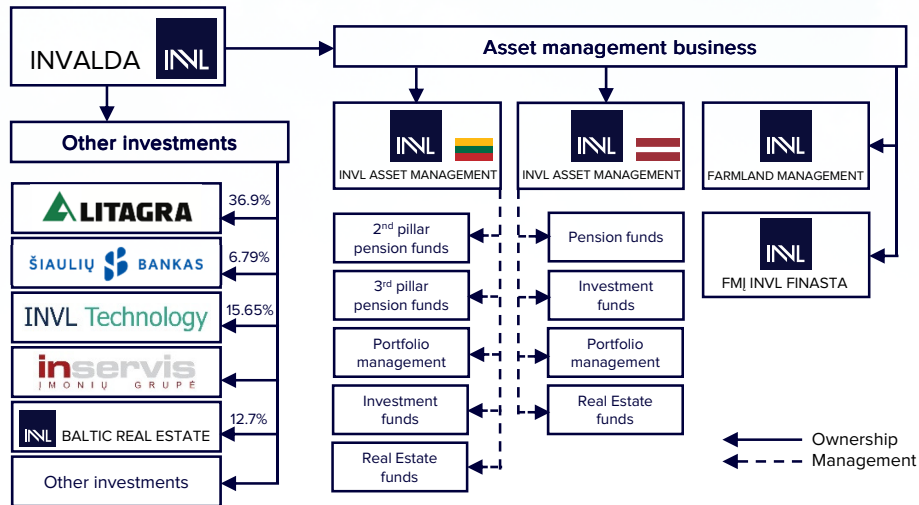 INVALDA INVL
Asset management business
Other investments
LITAGRA
36.9%
ŠIAULIŲ BANKAS
6.79%
INVL Technology
15.65%
inservis
ĮMONIŲ GRUPĖ
INVL BALTIC REAL ESTATE
12.7%
Other investments
INVL
INVL ASSET MANAGEMENT
2nd pillar
pension funds
3rd pillar
pension funds
Portfolio
management
Investment
funds
Real Estate
funds
INVL
INVL ASSET MANAGEMENT
Pension funds
Investment
funds
Portfolio
management
Real Estate
funds
INVL
FARMLAND MANAGEMENT
INVL
FMĮ INVL FINASTA
Ownership
Management